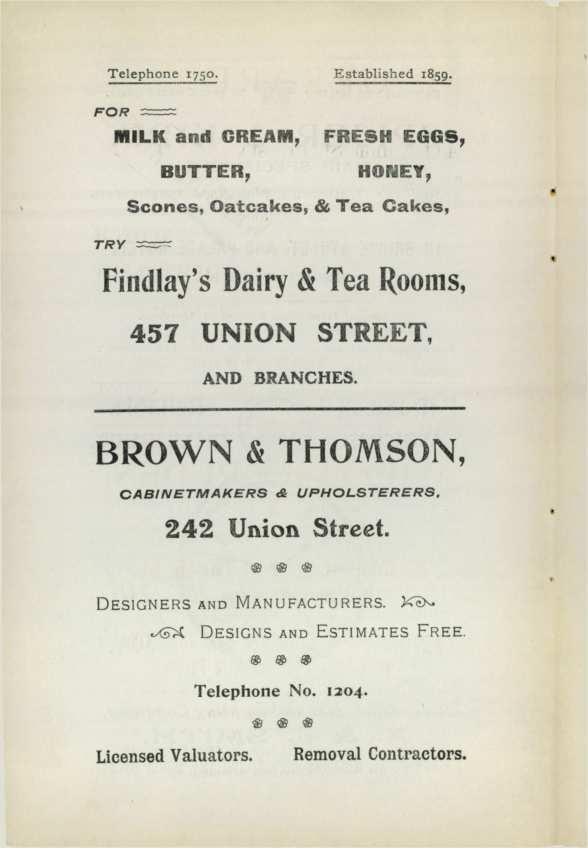 Telephone 1750. Established 1859.
FOR
MILK and CREAM, FRESH EGGS,
BUTTER, HONEY,
Scones, Oatcakes, & Tea Cakes,
TRY
Findlay's Dairy & Tea Rooms,
457 UNION STREET,
AND BRANCHES.
BROWN & THOMSON,
CABINETMAKERS & UPHOLSTERERS,
242 Union Street.
DESIGNERS AND MANUFACTURERS.
DESIGNS AND ESTIMATES FREE.
Telephone No. 1204.
Licensed Valuators. Removal Contractors.